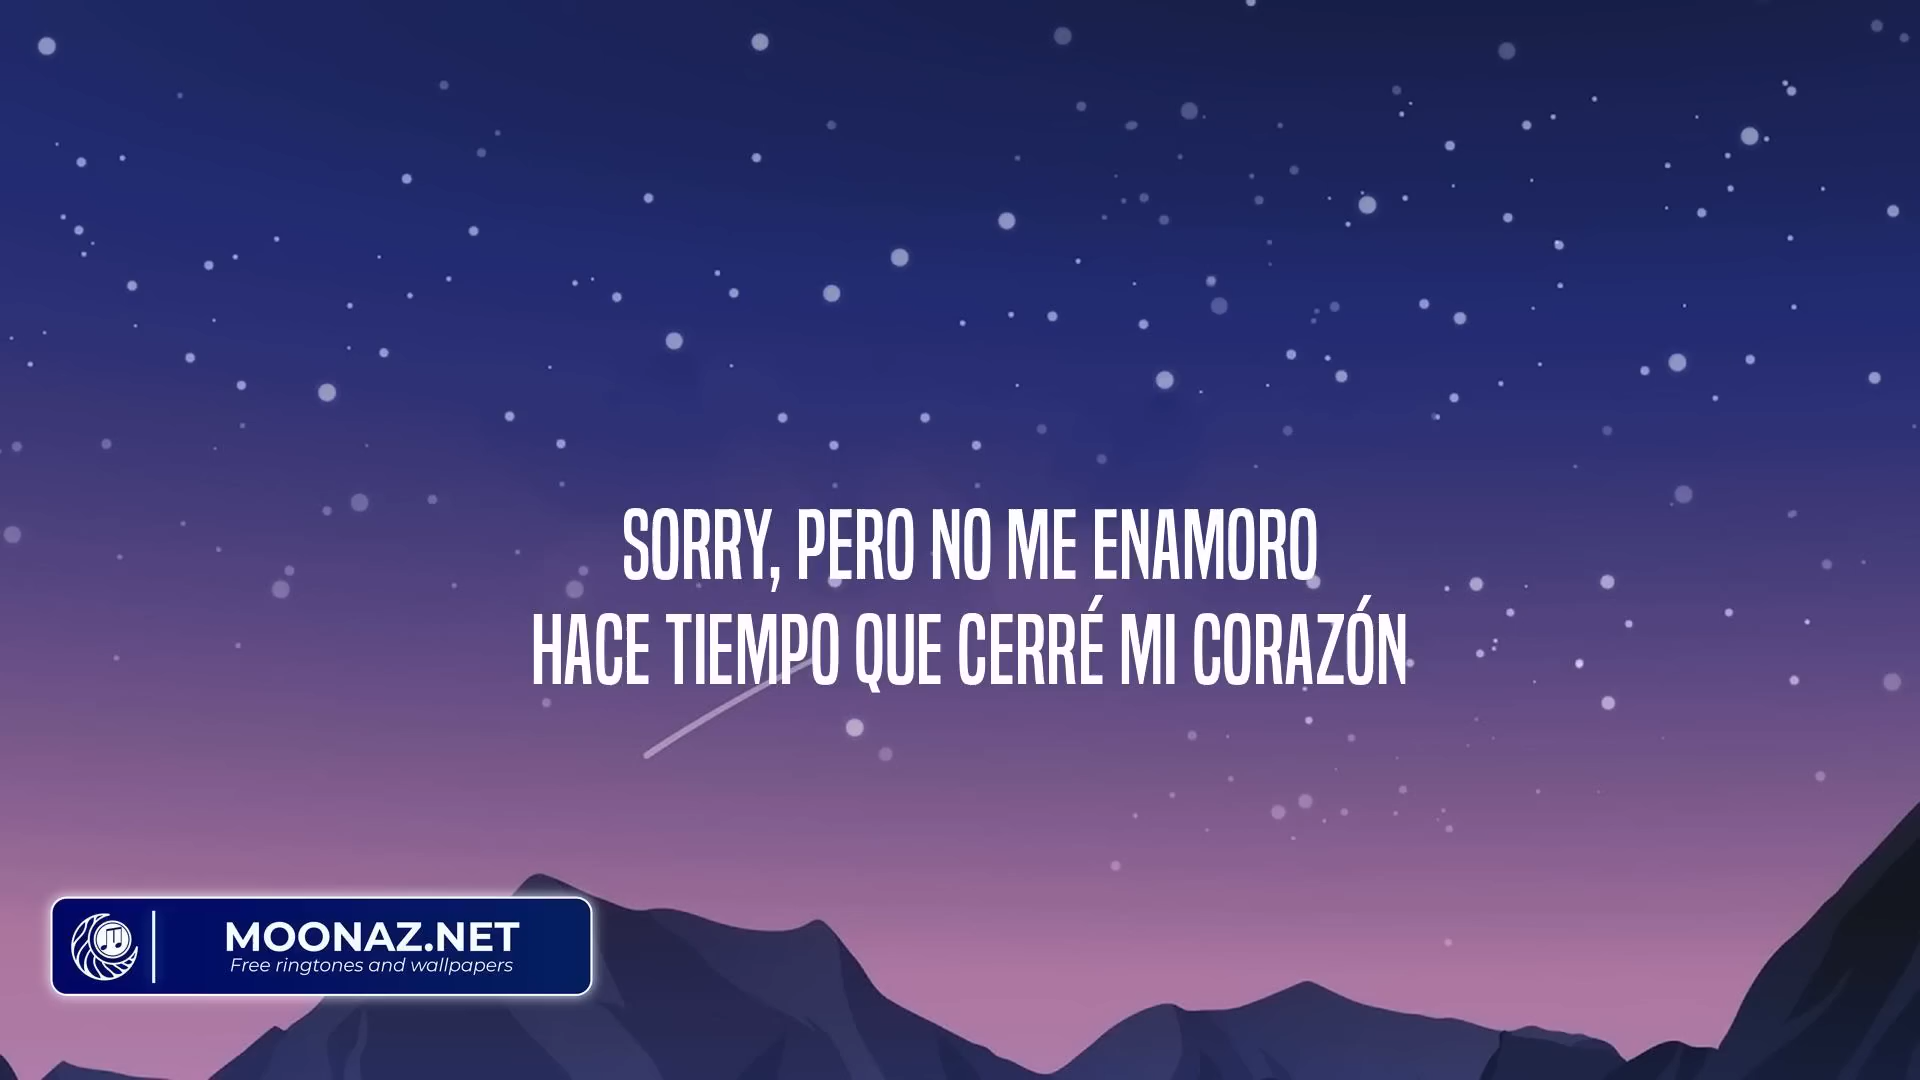 SORRY, PERO NO ME ENAMORO
HACE TIEMPO QUE CERRÉ MI CORAZÓN
MOONAZ.NET
Free ringtones and wallpapers